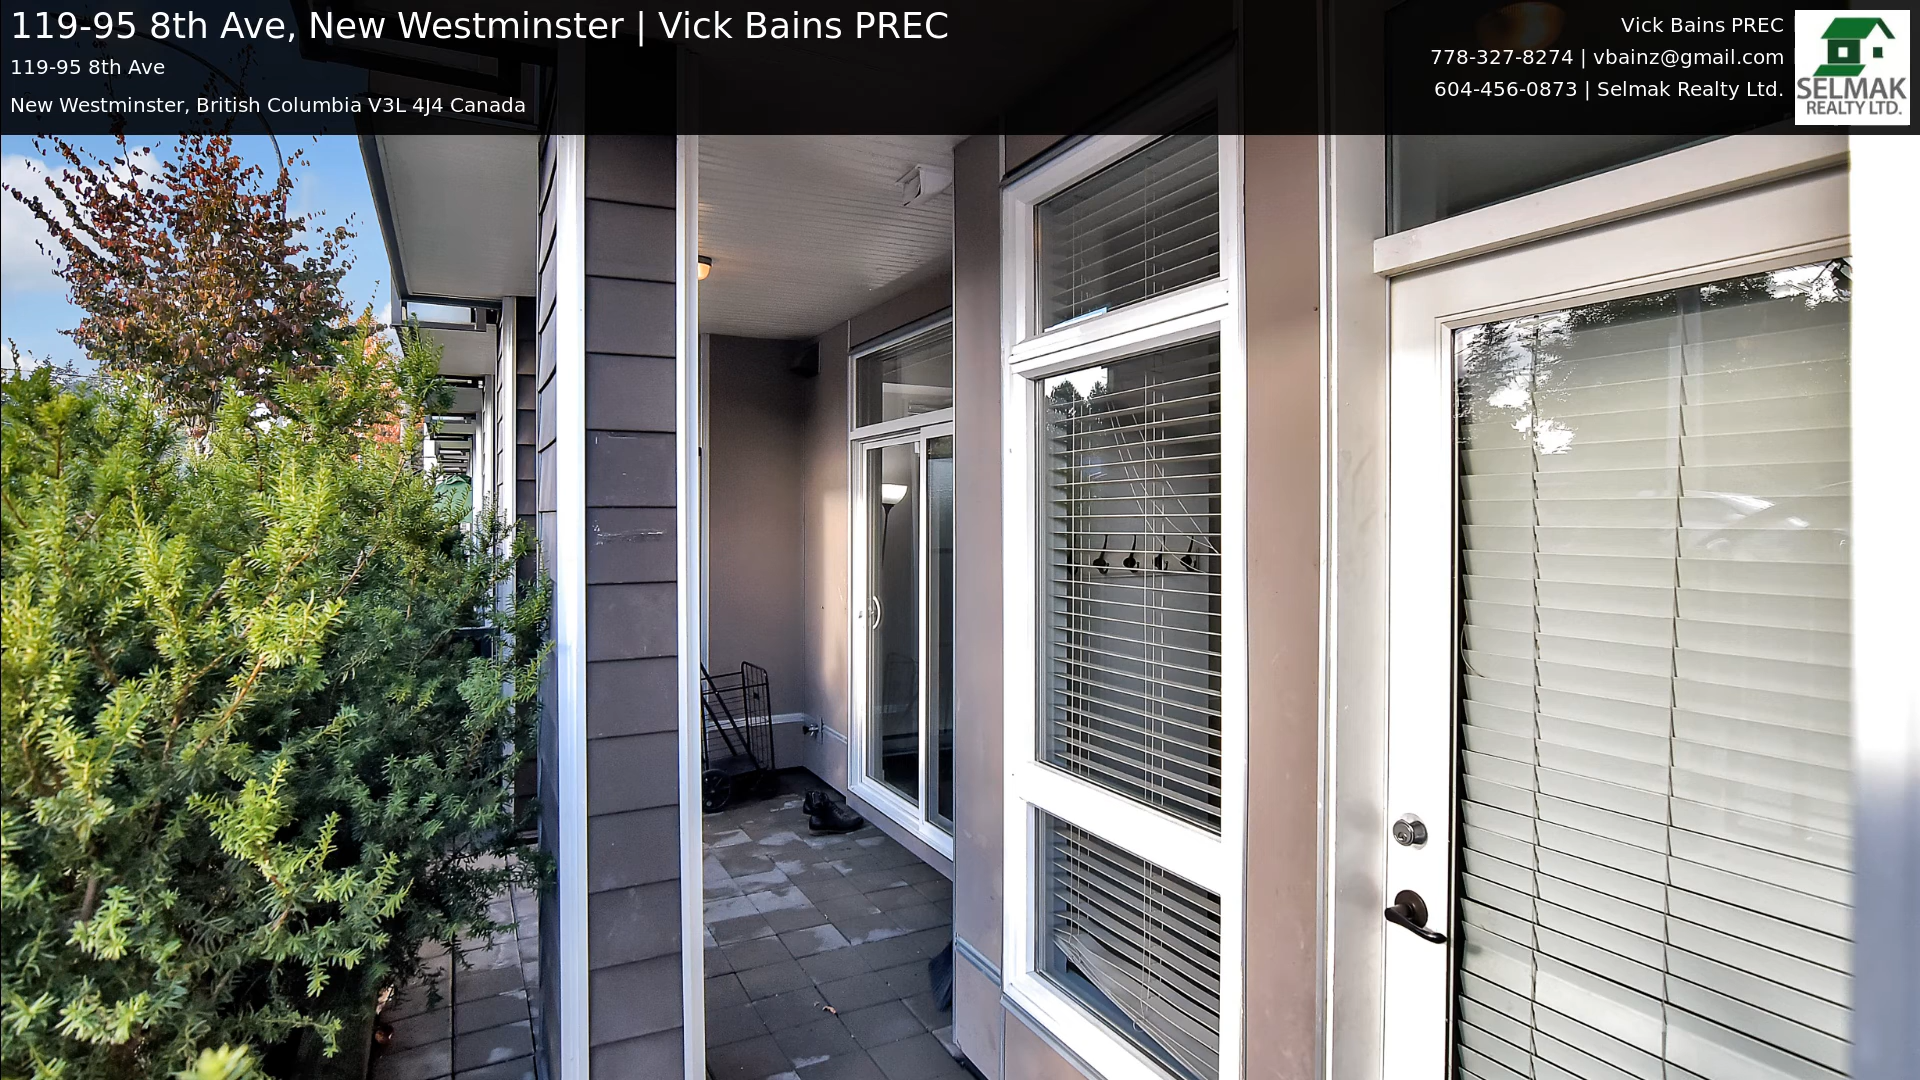 119-95 8th Ave, New Westminster | Vick Bains PREC
119-95 8th Ave
New Westminster, British Columbia V3L 4J4 Canada
Vick Bains PREC |
778-327-8274 | vbainz@gmail.com |
604-456-0873 | Selmak Realty Ltd.
SELMAK
REALTY LTD.